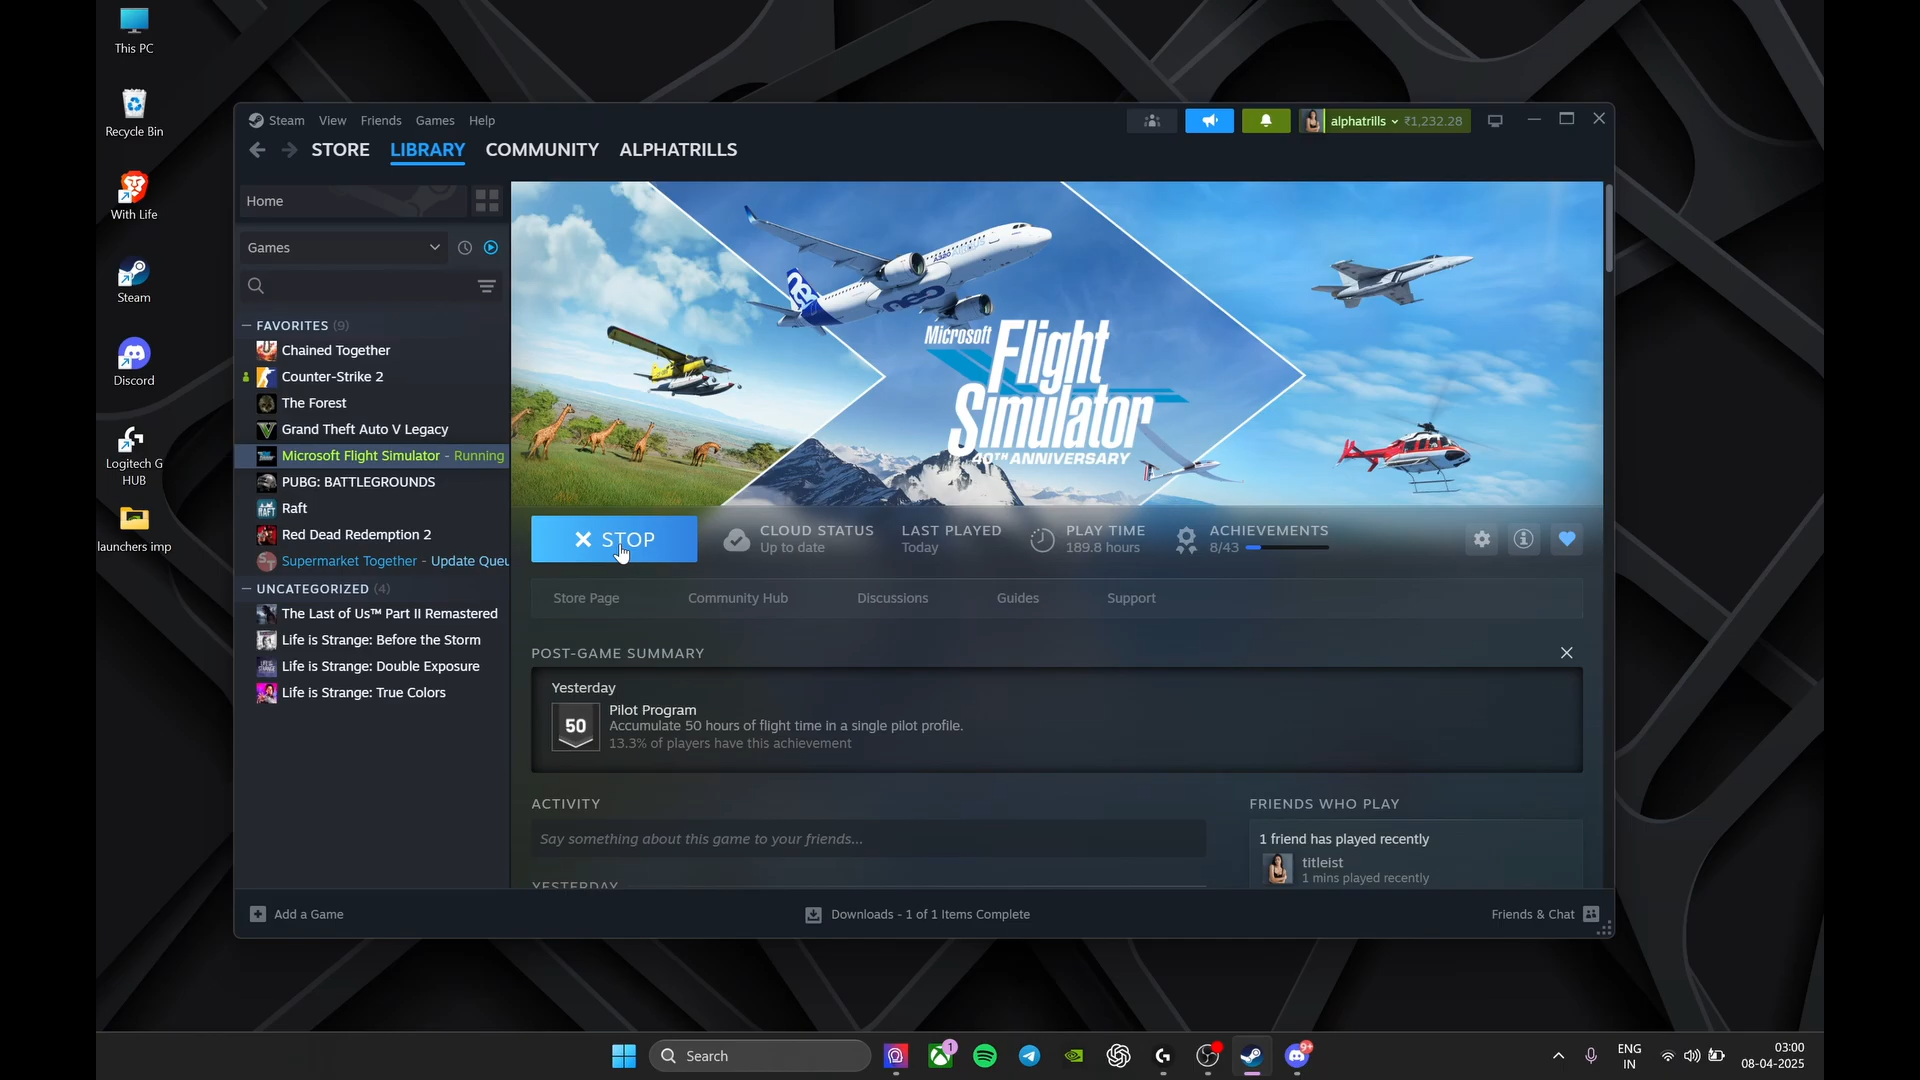 This PC
Recycle Bin
With Life
Steam
Discord
Logitech G
HUB
launchers imp
Steam View Friends Games Help
alphatrills ₹1,232.28
STORE LIBRARY COMMUNITY ALPHATRILLS
Home
Games
FAVORITES (9)
Chained Together
Counter-Strike 2
The Forest
Grand Theft Auto V Legacy
Microsoft Flight Simulator - Running
PUBG: BATTLEGROUNDS
RAFT
Raft
Red Dead Redemption 2
Supermarket Together - Update Queu
UNCATEGORIZED (4)
The Last of Us™ Part II Remastered
Life is Strange: Before the Storm
Life is Strange: Double Exposure
Life is Strange: True Colors
A320
neo
Microsoft
Flight
Simulator
40TH ANNIVERSARY
STOP
CLOUD STATUS
Up to date
LAST PLAYED
Today
PLAY TIME
189.8 hours
ACHIEVEMENTS
8/43
Store Page Community Hub Discussions Guides Support
POST-GAME SUMMARY
Yesterday
50
Pilot Program
Accumulate 50 hours of flight time in a single pilot profile.
13.3% of players have this achievement
ACTIVITY
Say something about this game to your friends...
YESTERDAY
FRIENDS WHO PLAY
1 friend has played recently
titleist
1 mins played recently
Add a Game
Downloads - 1 of 1 Items Complete
Friends & Chat
Search
1
9+
ENG
IN
03:00
08-04-2025